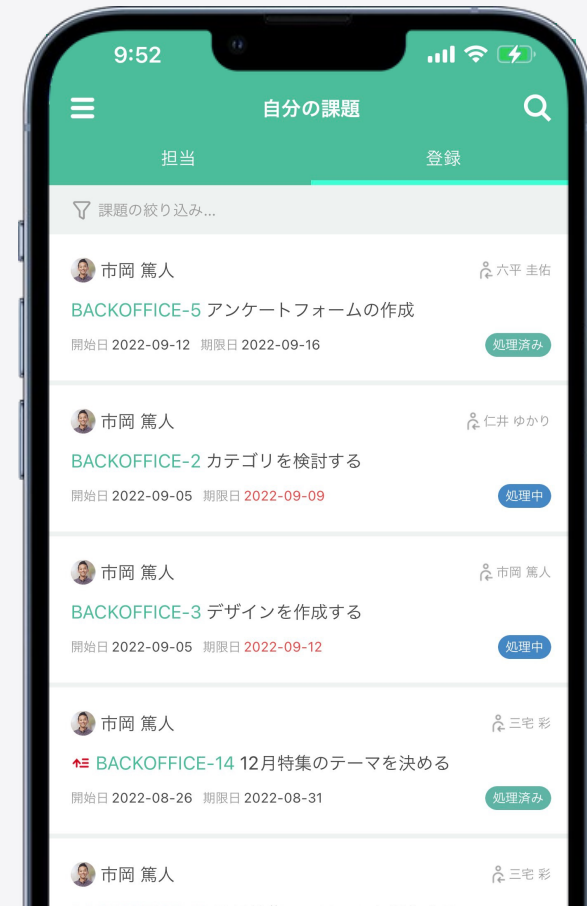 9:52
自分の課題
担当 登録
課題の絞り込み...
市岡 篤人 六平 圭佑
BACKOFFICE-5 アンケートフォームの作成
開始日 2022-09-12 期限日 2022-09-16 処理済み
市岡 篤人 仁井 ゆかり
BACKOFFICE-2 カテゴリを検討する
開始日 2022-09-05 期限日 2022-09-09 処理中
市岡 篤人 市岡 篤人
BACKOFFICE-3 デザインを作成する
開始日 2022-09-05 期限日 2022-09-12 処理中
市岡 篤人 三宅 彩
BACKOFFICE-14 12月特集のテーマを決める
開始日 2022-08-26 期限日 2022-08-31 処理済み
市岡 篤人 三宅 彩